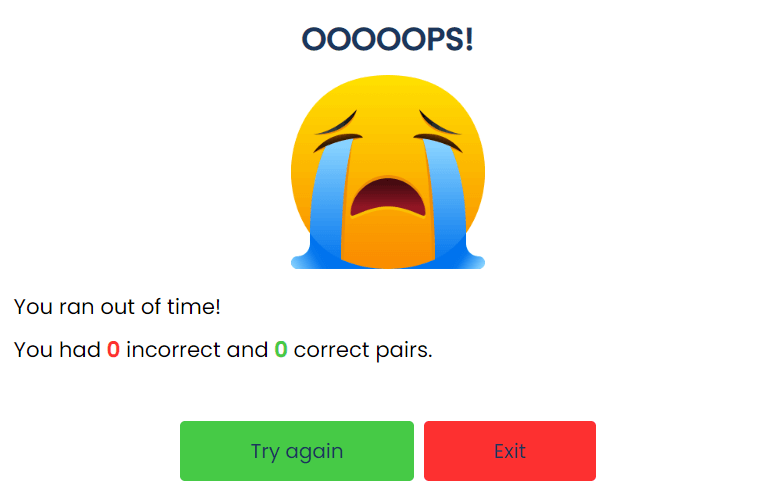 OOOOOPS!
You ran out of time!
You had 0 incorrect and 0 correct pairs.
Try again
Exit